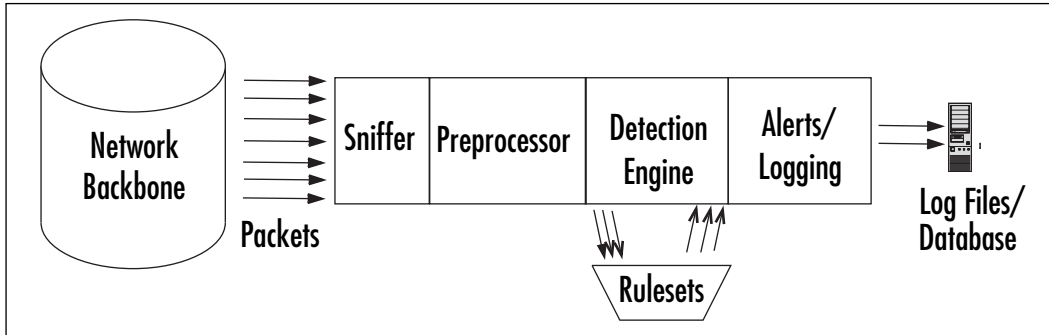 Network
Backbone
Packets
Sniffer
Preprocessor
Detection
Engine
Alerts/
Logging
Rulesets
Log Files/
Database